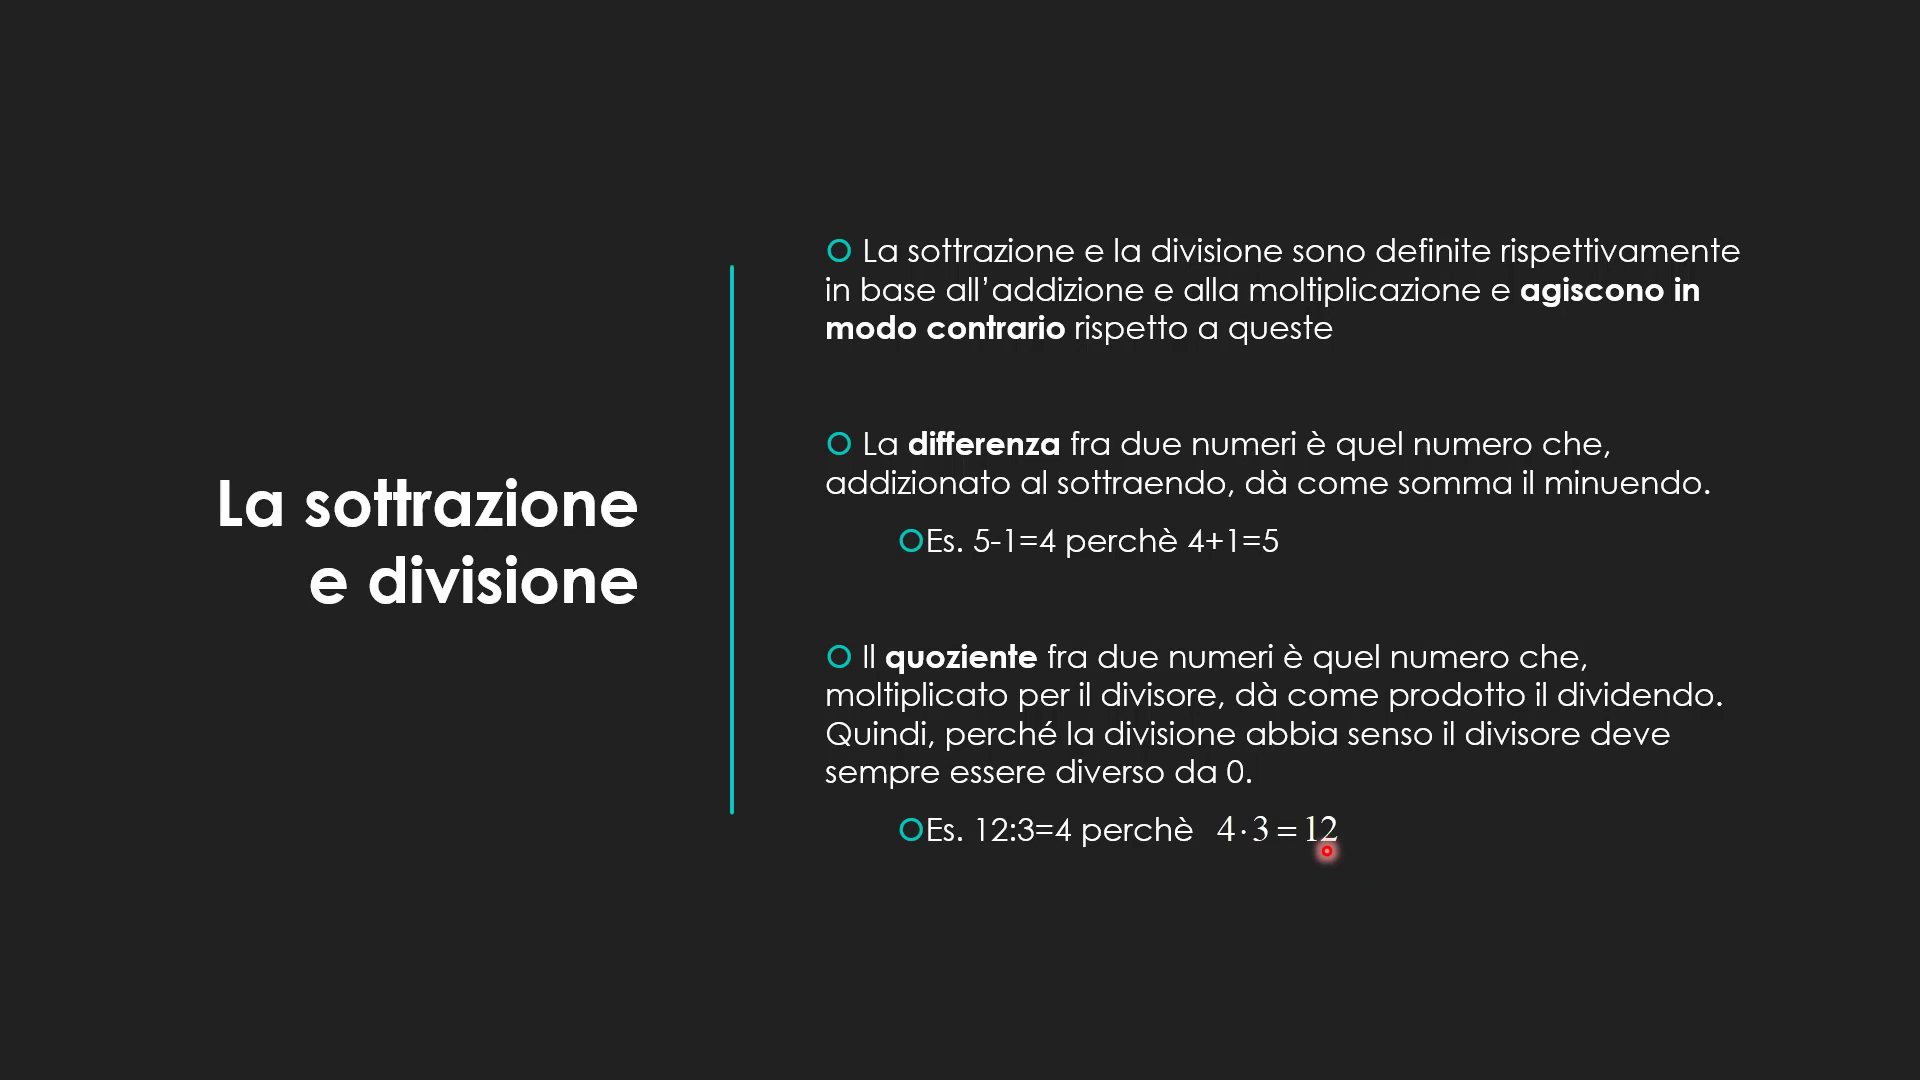 La sottrazione
e divisione
La sottrazione e la divisione sono definite rispettivamente
in base all’addizione e alla moltiplicazione e agiscono in
modo contrario rispetto a queste
La differenza fra due numeri è quel numero che,
addizionato al sottraendo, dà come somma il minuendo.
Es. 5-1=4 perchè 4+1=5
Il quoziente fra due numeri è quel numero che,
moltiplicato per il divisore, dà come prodotto il dividendo.
Quindi, perché la divisione abbia senso il divisore deve
sempre essere diverso da 0.
Es. 12:3=4 perchè 4·3=12